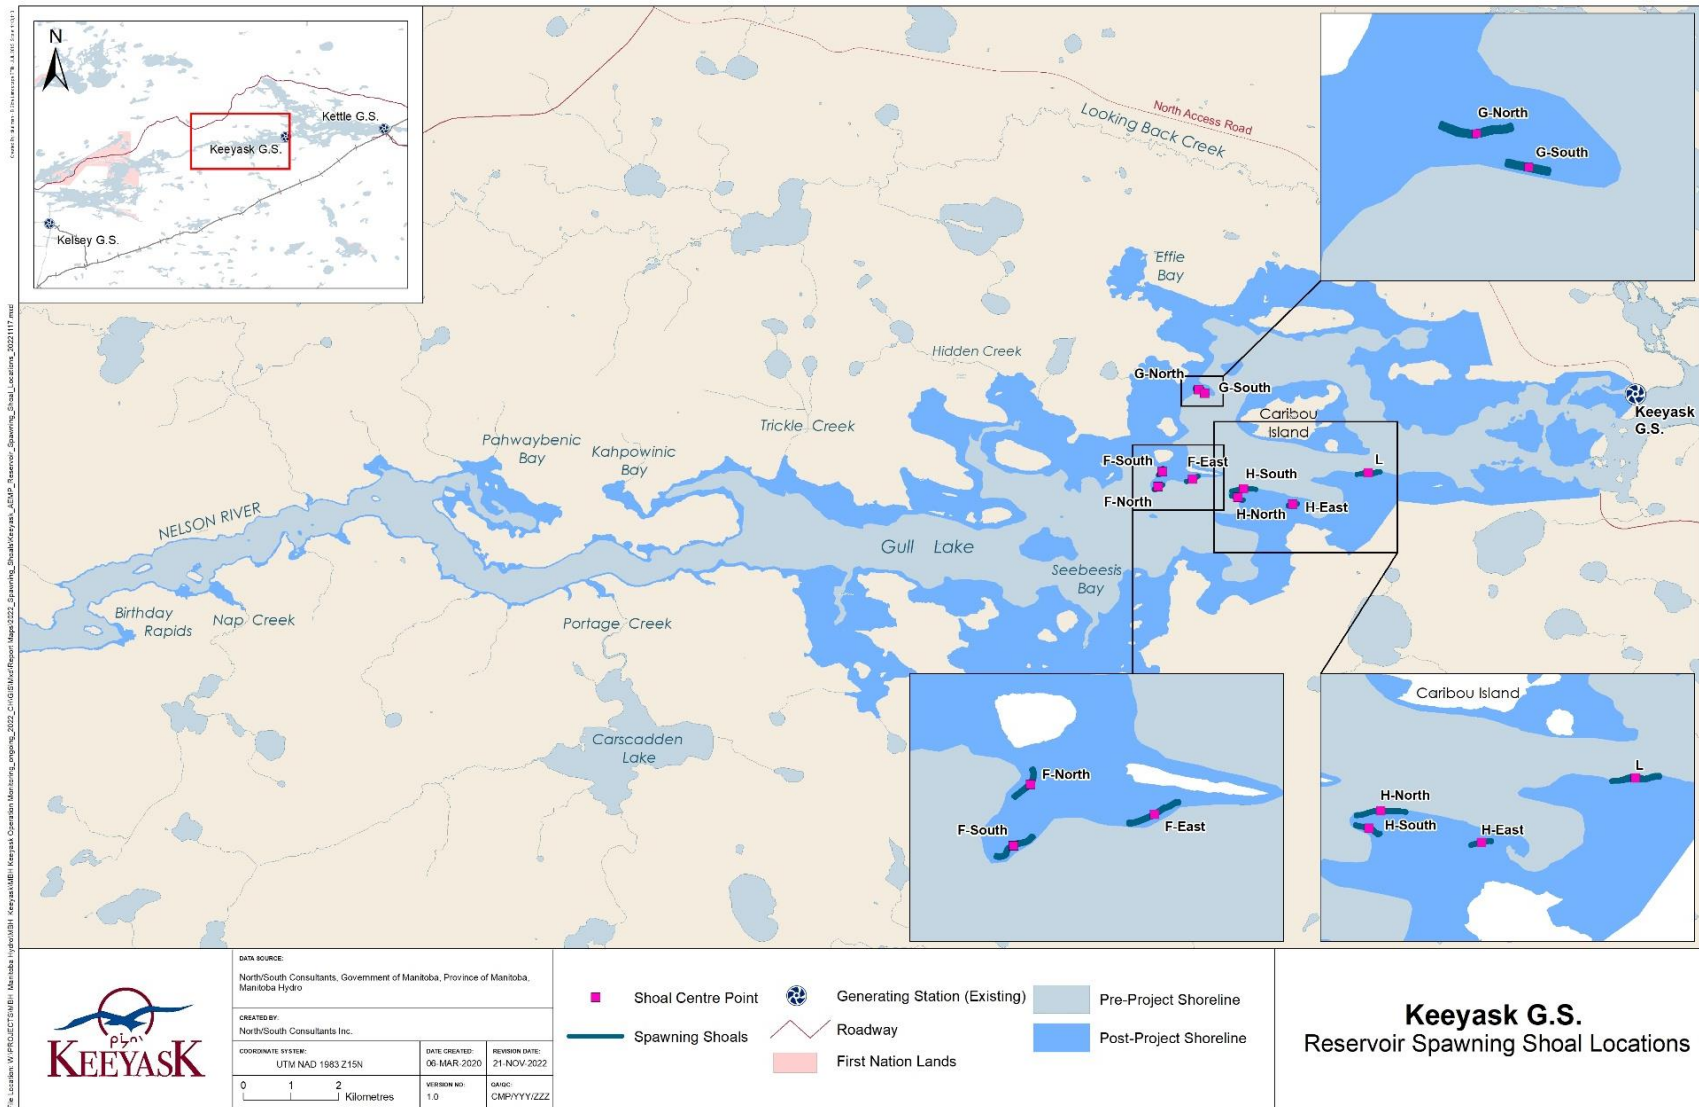 N
Kettle G.S.
Keeyask G.S.
Kelsey G.S.
North Access Road
Looking Back Creek
G-North
G-South
Effie
Bay
Hidden Creek
G-North
G-South
Caribou
Island
Keeyask
G.S.
Trickle Creek
Pahwaybenic
Bay
Kahpowinic
Bay
F-South
F-East
F-North
H-South
L
H-North
H-East
NELSON RIVER
Gull Lake
Seebeesis
Bay
Birthday
Rapids
Nap Creek
Portage Creek
Carscadden
Lake
F-North
F-South
F-East
Caribou Island
L
H-North
H-South
H-East
KEEYASK
DATA SOURCE:
North/South Consultants, Government of Manitoba, Province of Manitoba,
Manitoba Hydro
CREATED BY:
North/South Consultants Inc.
COORDINATE SYSTEM:
UTM NAD 1983 Z15N
DATE CREATED:
06-MAR-2020
REVISION DATE:
21-NOV-2022
0 1 2
Kilometres
VERSION NO:
1.0
QA/QC:
CMP/YYY/ZZZ
Shoal Centre Point
Spawning Shoals
Generating Station (Existing)
Roadway
First Nation Lands
Pre-Project Shoreline
Post-Project Shoreline
Keeyask G.S.
Reservoir Spawning Shoal Locations